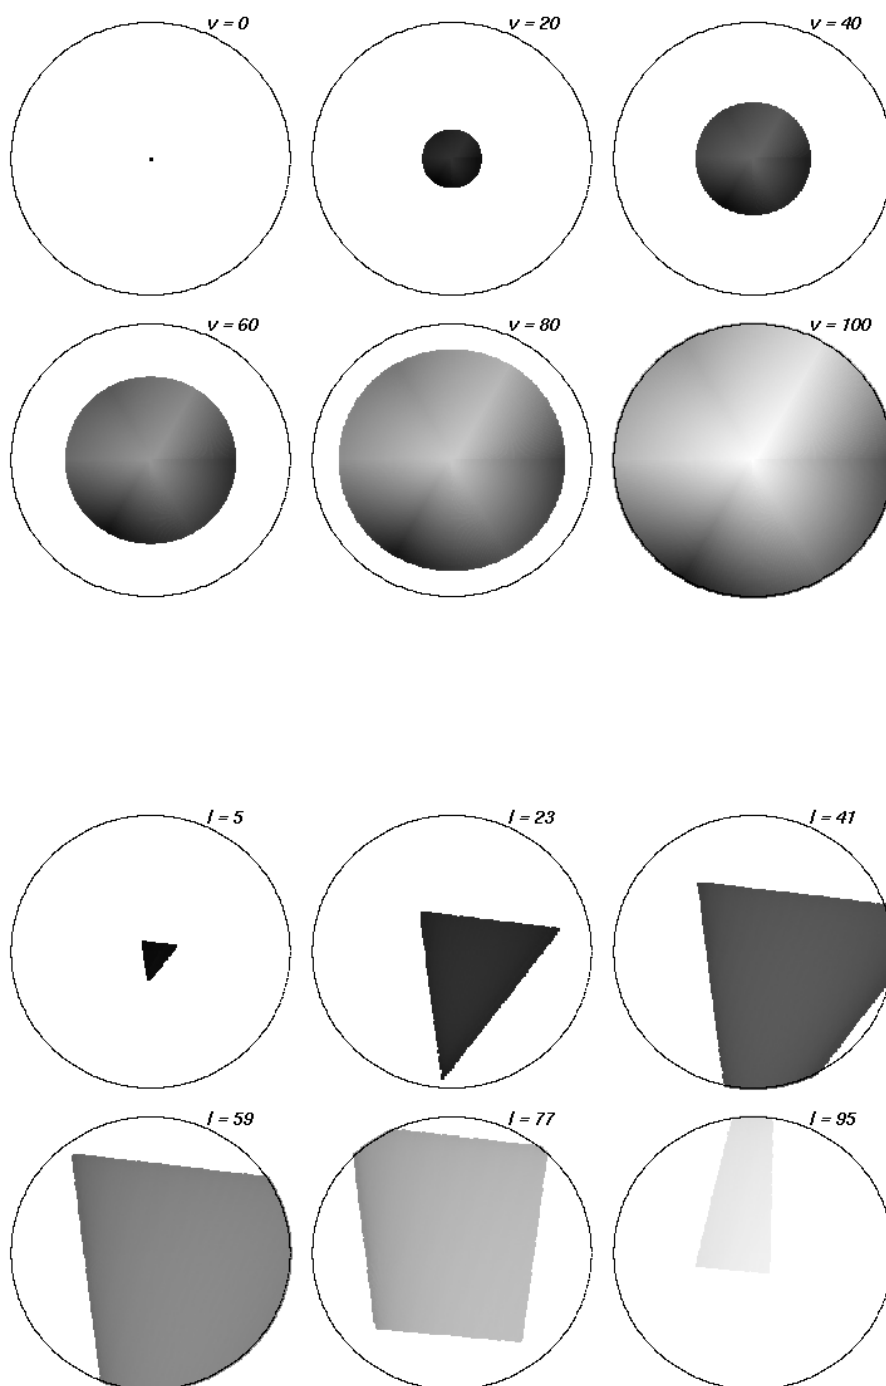 v = 0
v = 20
v = 40
v = 60
v = 80
v = 100
l = 5
l = 23
l = 41
l = 59
l = 77
l = 95